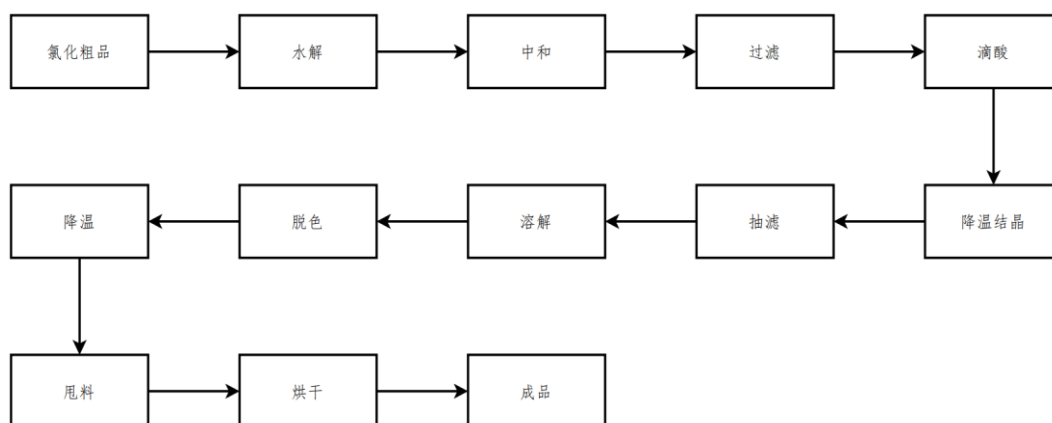 氯化粗品
水解
中和
过滤
滴酸
降温结晶
抽滤
溶解
脱色
降温
甩料
烘干
成品